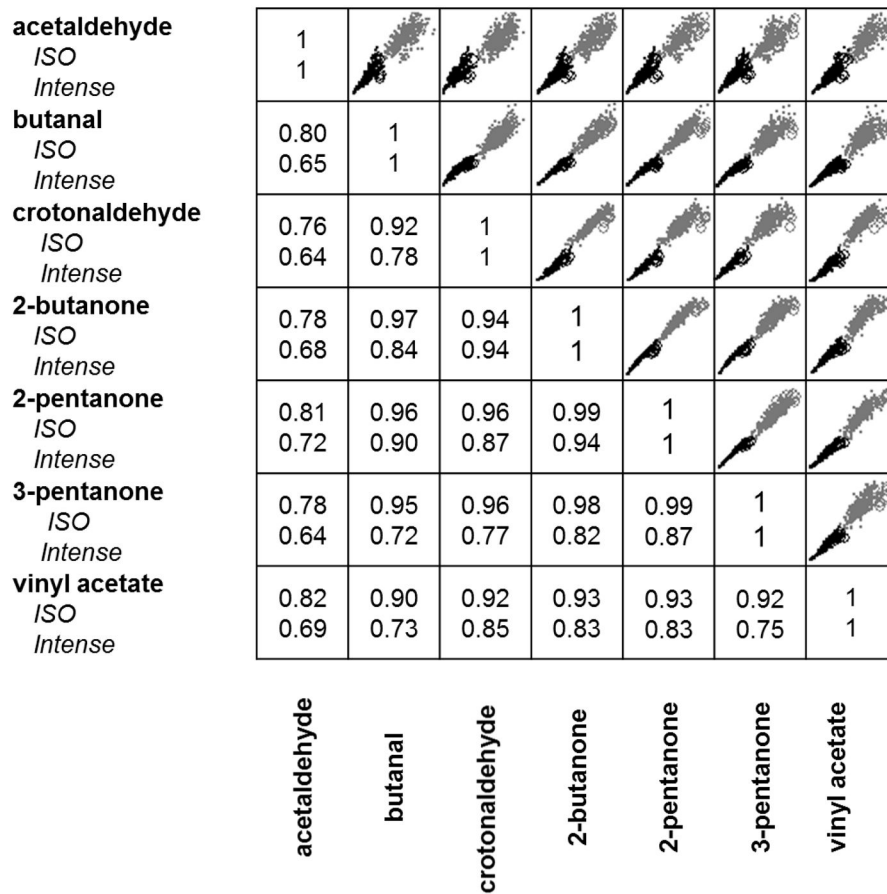 acetaldehyde
ISO 1
Intense 1
butanal
ISO 0.80 1
Intense 0.65 1
crotonaldehyde
ISO 0.76 0.92 1
Intense 0.64 0.78 1
2-butanone
ISO 0.78 0.97 0.94 1
Intense 0.68 0.84 0.94 1
2-pentanone
ISO 0.81 0.96 0.96 0.99 1
Intense 0.72 0.90 0.87 0.94 1
3-pentanone
ISO 0.78 0.95 0.96 0.98 0.99 1
Intense 0.64 0.72 0.77 0.82 0.87 1
vinyl acetate
ISO 0.82 0.90 0.92 0.93 0.93 0.92 1
Intense 0.69 0.73 0.85 0.83 0.83 0.75 1
acetaldehyde
butanal
crotonaldehyde
2-butanone
2-pentanone
3-pentanone
vinyl acetate